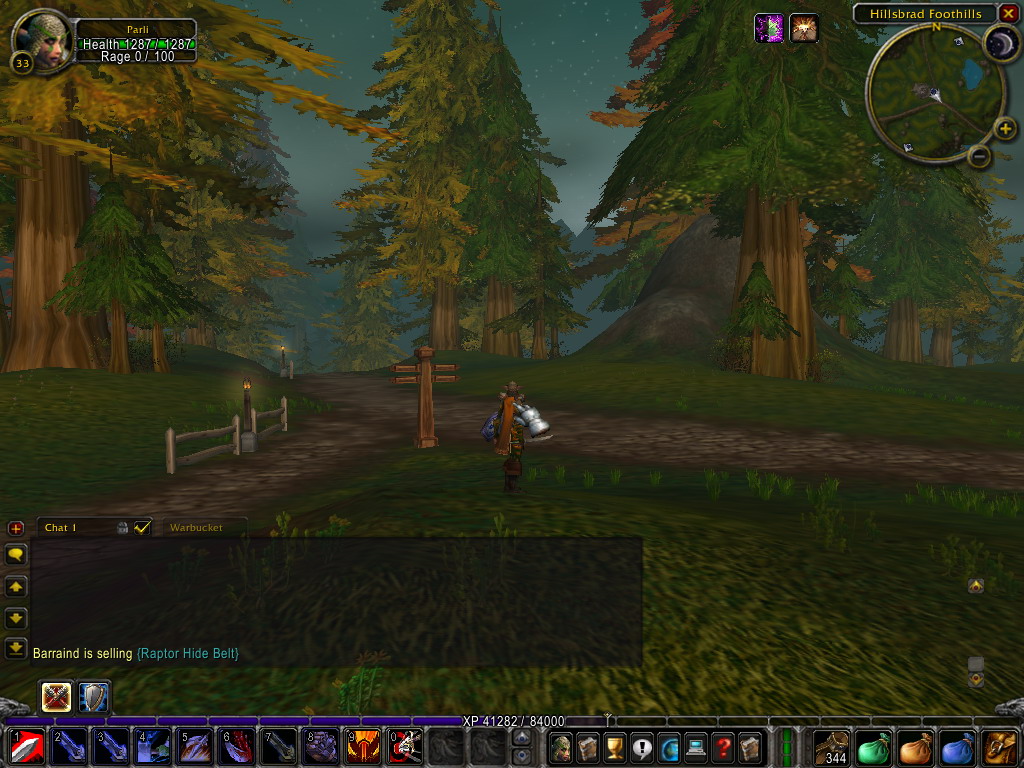 Parli
Health 1287 / 1287
Rage 0 / 100
33
Hillsbrad Foothills
N
Chat 1
Warbucket
Barraind is selling {Raptor Hide Belt}
XP 41282 / 84000
1 2 3 4 5 6 7 8 9 0
344